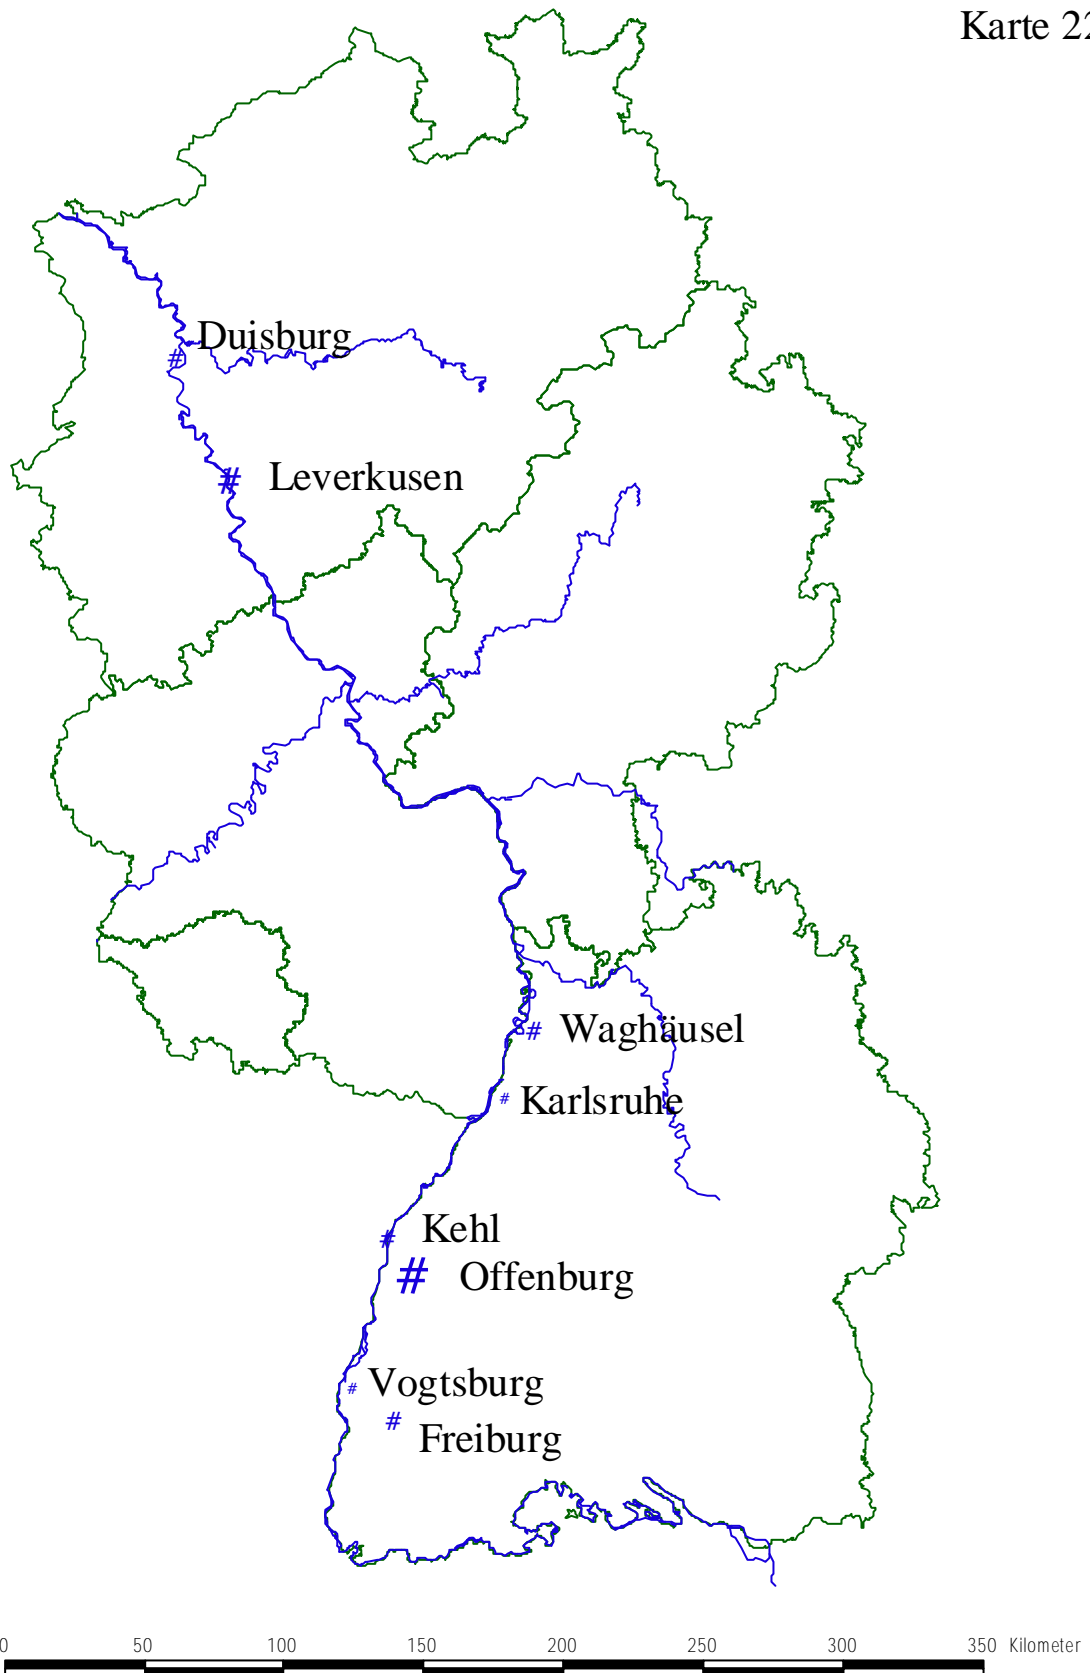 Karte 22
Duisburg
#
# Leverkusen
# Waghäusel
# Karlsruhe
# Kehl
# Offenburg
# Vogtsburg
#
Freiburg
0 50 100 150 200 250 300 350 Kilometer